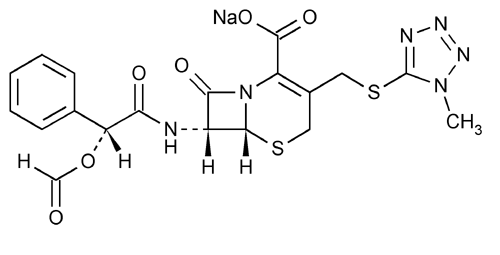 NaO O
N N
N
O O N S N
CH₃
N
H
H O H H H S
O